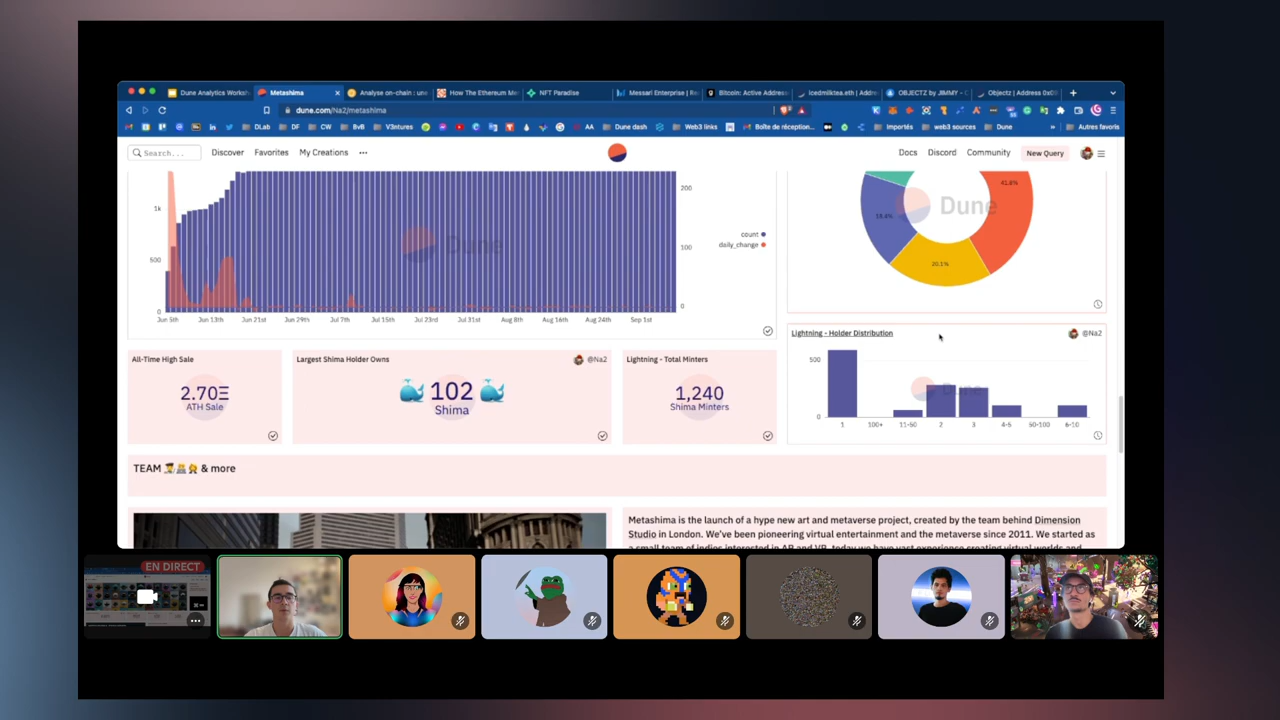 Dune Analytics Worksh
Metashima
Analyse on-chain : une
How The Ethereum Me
NFT Paradise
Messari Enterprise | Re
Bitcoin: Active Address
icedmilktea.eth | Addre
OBJECTZ by JIMMY - C
Objectz | Address 0x0
dune.com/Na2/metashima
DLab
DF
CW
BvB
V3ntures
AA
Dune dash
Web3 links
Boîte de réception...
Importés
web3 sources
Dune
Autres favoris
Search...
Discover
Favorites
My Creations
Docs
Discord
Community
New Query
1k
500
0
200
100
0
count
daily_change
Dune
Jun 5th
Jun 13th
Jun 21st
Jun 29th
Jul 7th
Jul 15th
Jul 23rd
Jul 31st
Aug 8th
Aug 16th
Aug 24th
Sep 1st
41.6%
20.1%
Dune
Lightning - Holder Distribution
@Na2
500
0
Dune
1
100+
11-50
2
3
4-5
50-100
6-10
All-Time High Sale
2.70Ξ
ATH Sale
Largest Shima Holder Owns
@Na2
102
Shima
Lightning - Total Minters
1,240
Shima Minters
TEAM & more
Metashima is the launch of a hype new art and metaverse project, created by the team behind Dimension
Studio in London. We've been pioneering virtual entertainment and the metaverse since 2011. We started as
a small team of indies interested in AR and VR, today we have vast experience creating virtual worlds and
EN DIRECT